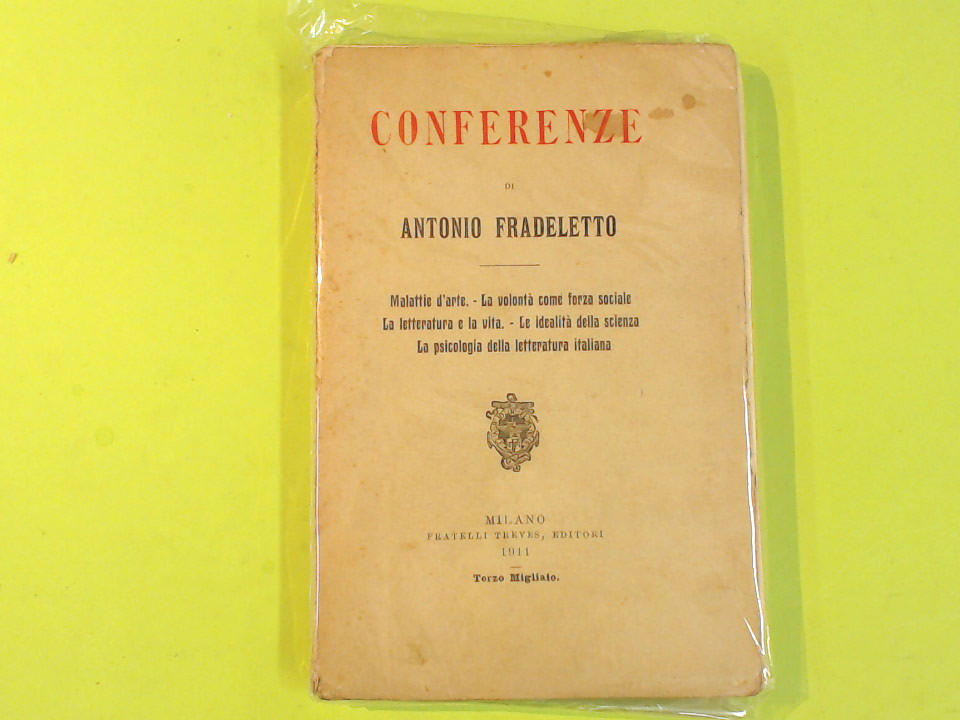 CONFERENZE
DI
ANTONIO FRADELETTO
Malattie d'arte. - La volontà come forza sociale
La letteratura e la vita. - Le idealità della scienza
La psicologia della letteratura italiana
MILANO
FRATELLI TREVES, EDITORI
1911
Terzo Migliaio.